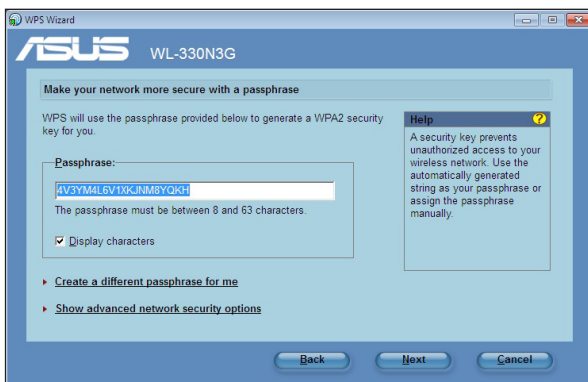 WPS Wizard
ASUS WL-330N3G
Make your network more secure with a passphrase
WPS will use the passphrase provided below to generate a WPA2 security
key for you.
Passphrase:
4V3YM4L6V1XKJNM8YQKH
The passphrase must be between 8 and 63 characters.
Display characters
Create a different passphrase for me
Show advanced network security options
Help ?
A security key prevents
unauthorized access to your
wireless network. Use the
automatically generated
string as your passphrase or
assign the passphrase
manually.
Back Next Cancel